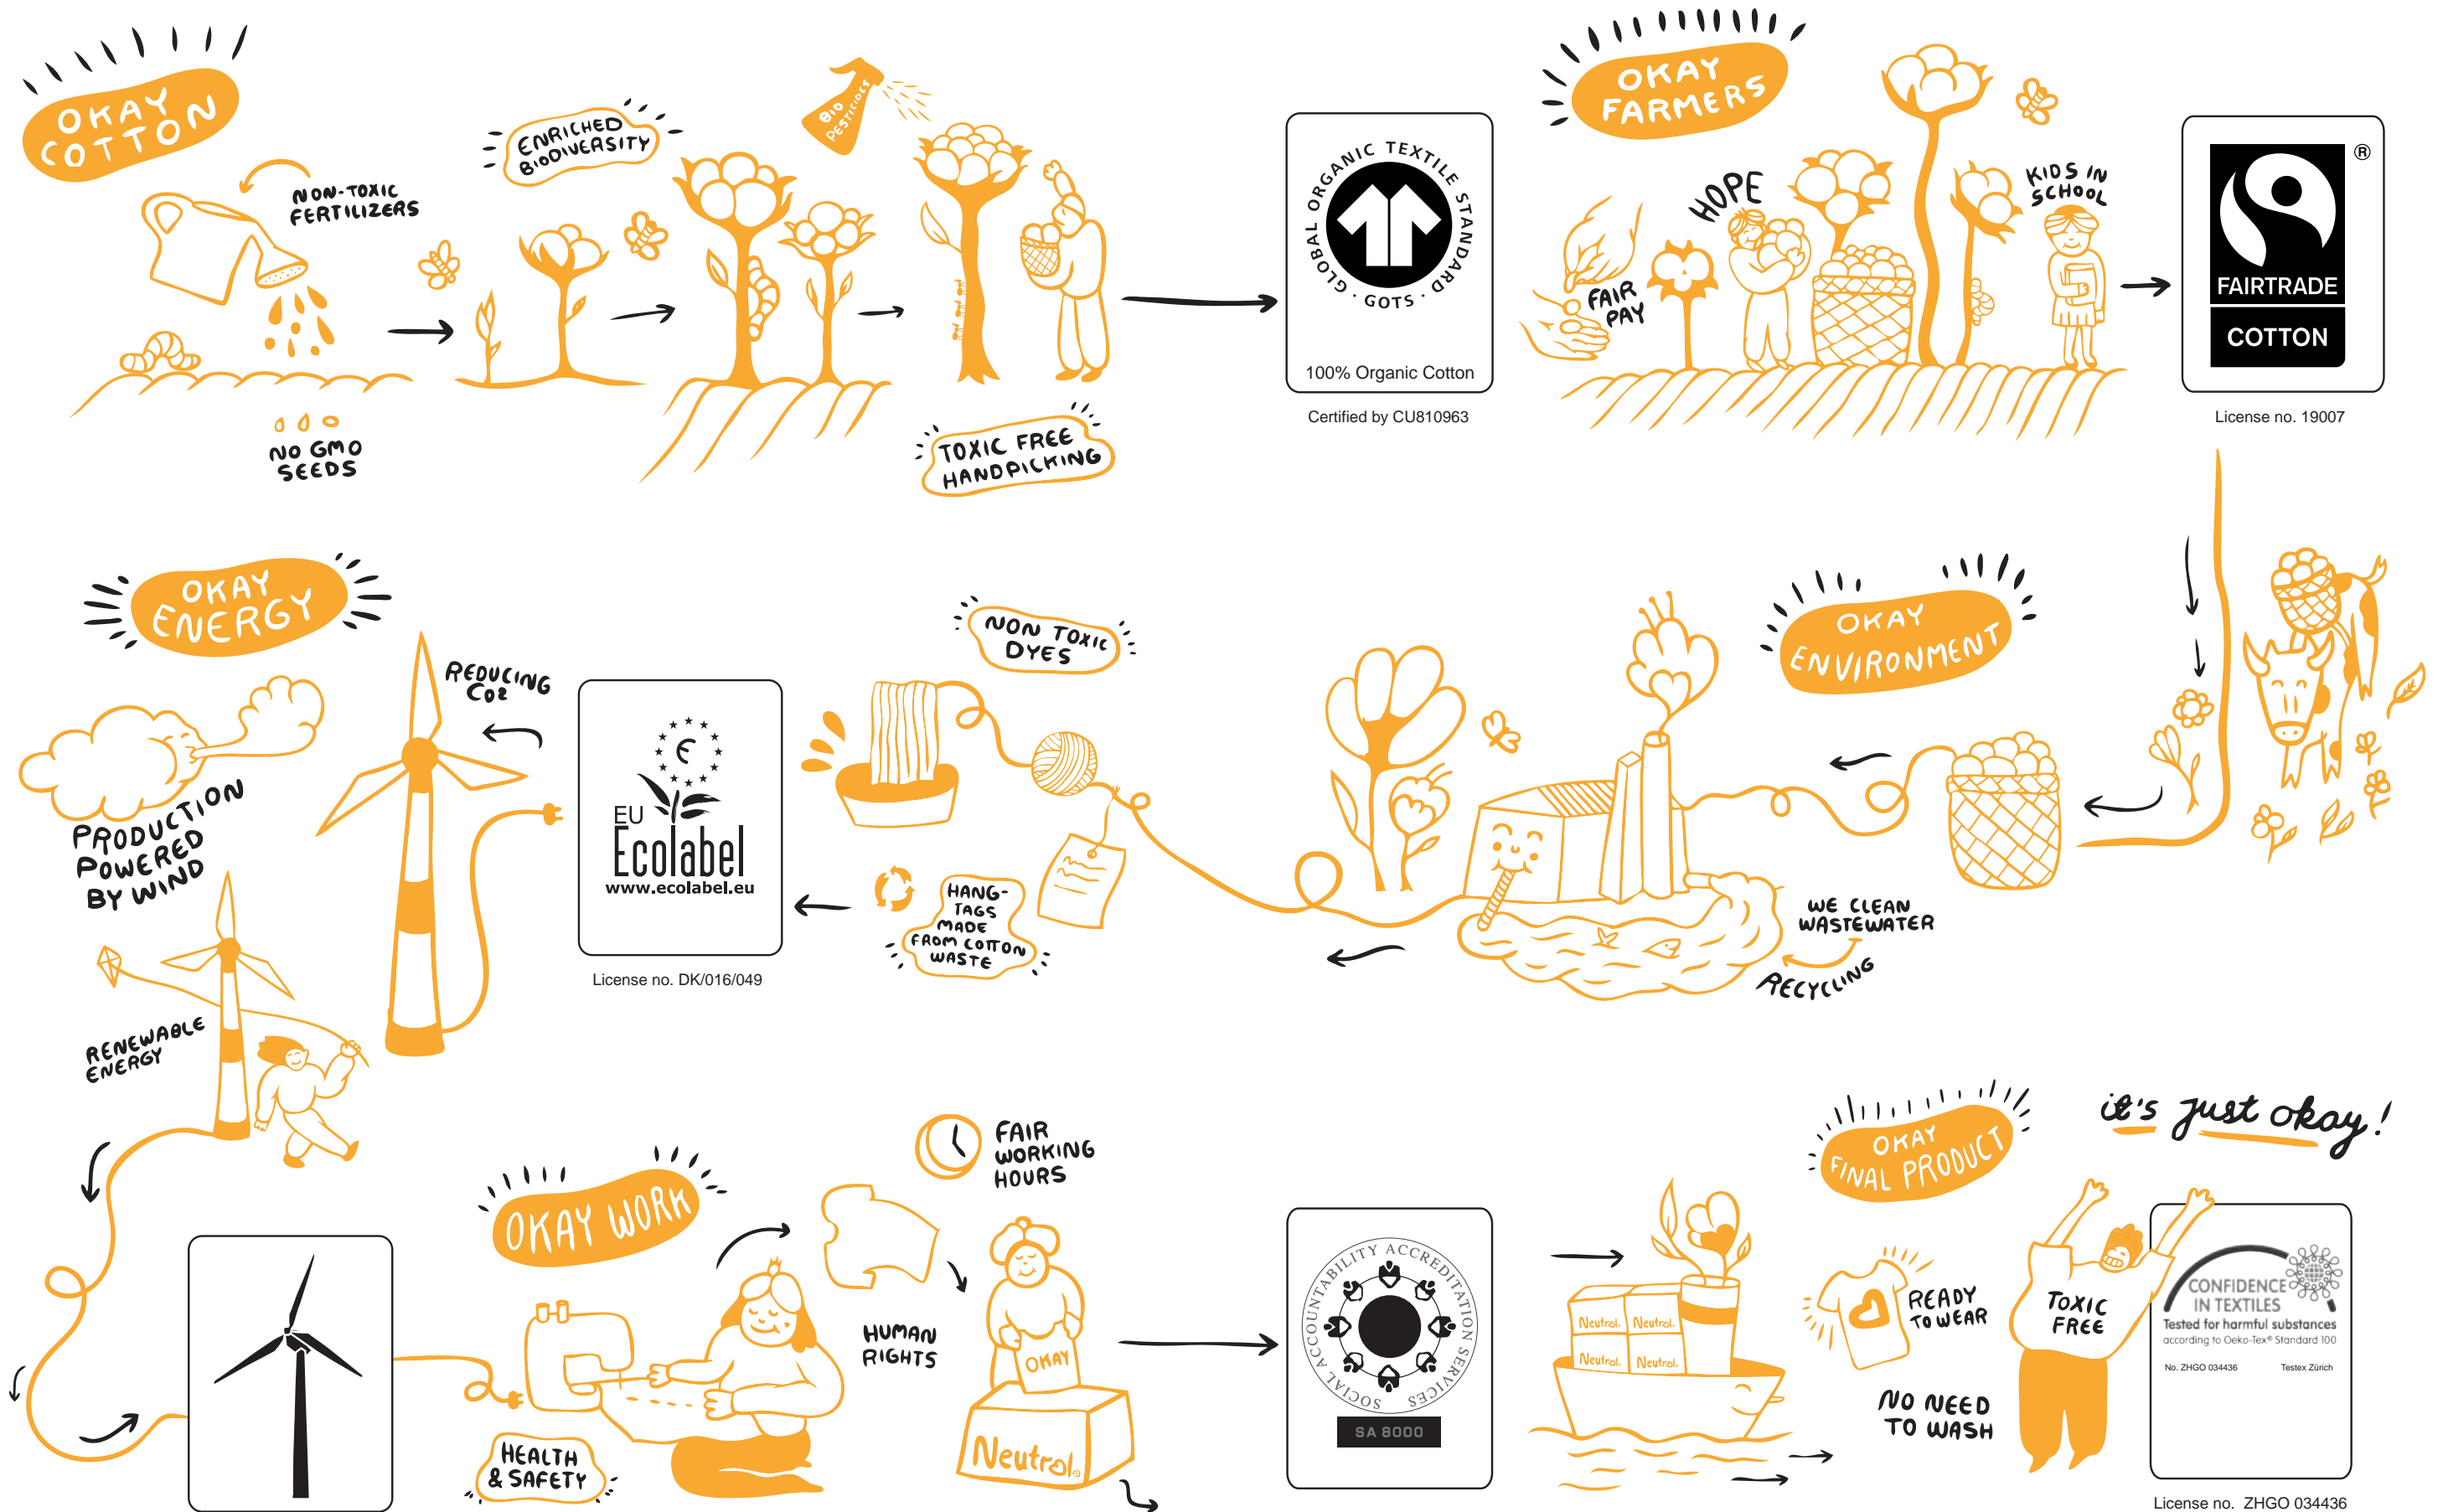 OKAY
COTTON
NON-TOXIC
FERTILIZERS
NO GMO
SEEDS
ENRICHED
BIODIVERSITY
BIO
PESTICIDES
TOXIC FREE
HANDPICKING
GLOBAL ORGANIC TEXTILE STANDARD
· GOTS ·
100% Organic Cotton
Certified by CU810963
OKAY
FARMERS
FAIR
PAY
HOPE
KIDS IN
SCHOOL
®
FAIRTRADE
COTTON
License no. 19007
OKAY
ENVIRONMENT
WE CLEAN
WASTEWATER
RECYCLING
NON TOXIC
DYES
HANG-
TAGS
MADE
FROM COTTON
WASTE
EU
Ecolabel
www.ecolabel.eu
License no. DK/016/049
OKAY
ENERGY
REDUCING
CO2
PRODUCTION
POWERED
BY WIND
RENEWABLE
ENERGY
OKAY WORK
HEALTH
& SAFETY
HUMAN
RIGHTS
FAIR
WORKING
HOURS
OKAY
Neutral®
SOCIAL ACCOUNTABILITY ACCREDITATION SERVICES
SA 8000
Neutral. Neutral.
Neutral. Neutral.
OKAY
FINAL PRODUCT
READY
TO WEAR
NO NEED
TO WASH
it's just okay!
TOXIC
FREE
CONFIDENCE
IN TEXTILES
Tested for harmful substances
according to Oeko-Tex® Standard 100
No. ZHGO 034436 Testex Zürich
License no. ZHGO 034436